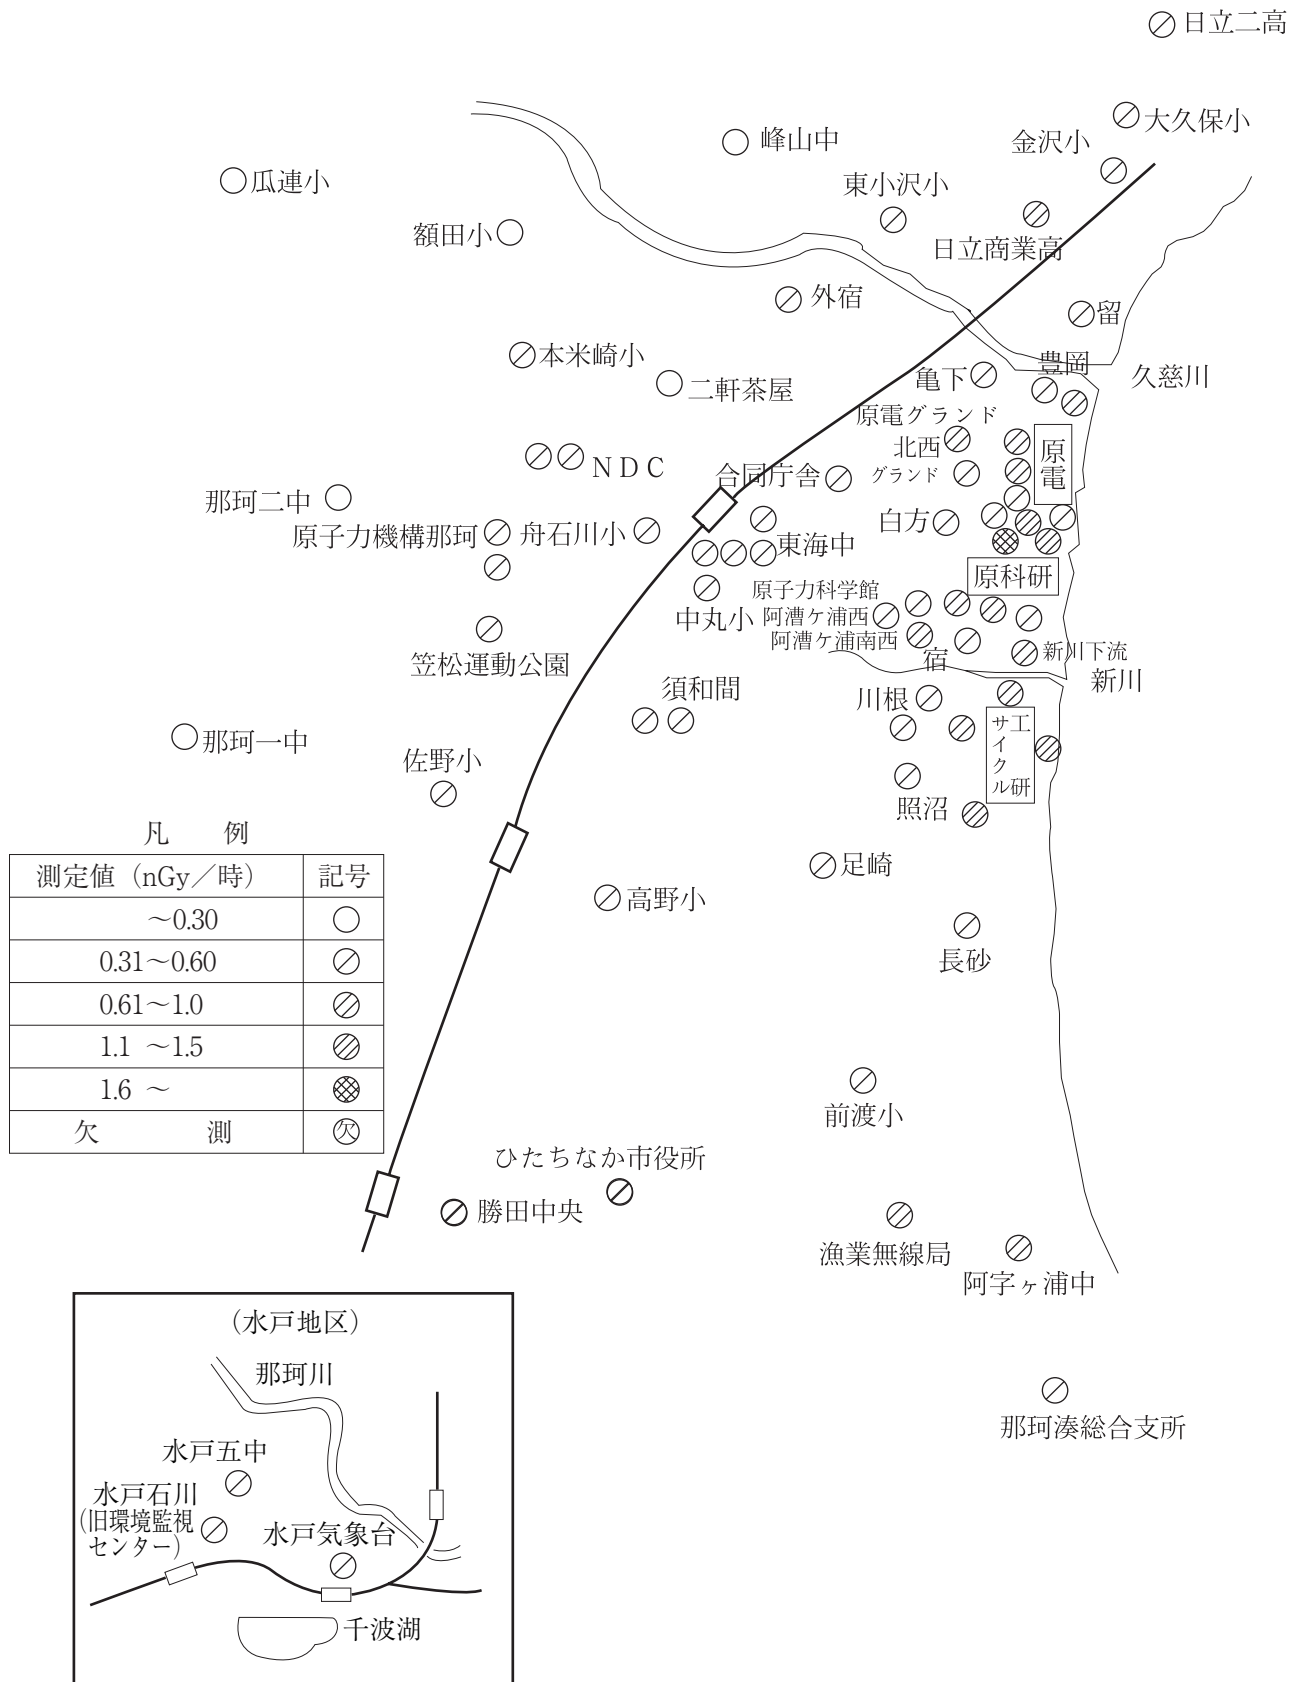 日立二高
大久保小
金沢小
峰山中
瓜連小
東小沢小
額田小
日立商業高
外宿
留
本米崎小
豊岡
久慈川
亀下
二軒茶屋
原電グランド
北西
原電
NDC
合同庁舎
グランド
那珂二中
白方
原子力機構那珂
舟石川小
東海中
原科研
原子力科学館
中丸小
阿漕ケ浦西
阿漕ケ浦南西
笠松運動公園
宿
新川下流
新川
須和間
川根
サイクル工研
那珂一中
佐野小
照沼
凡 例
測定値（nGy／時） 記号
～0.30
0.31～0.60
0.61～1.0
1.1 ～1.5
1.6 ～
欠 測 欠
足崎
高野小
長砂
前渡小
ひたちなか市役所
勝田中央
漁業無線局
阿字ヶ浦中
那珂湊総合支所
（水戸地区）
那珂川
水戸五中
水戸石川
（旧環境監視
センター）
水戸気象台
千波湖